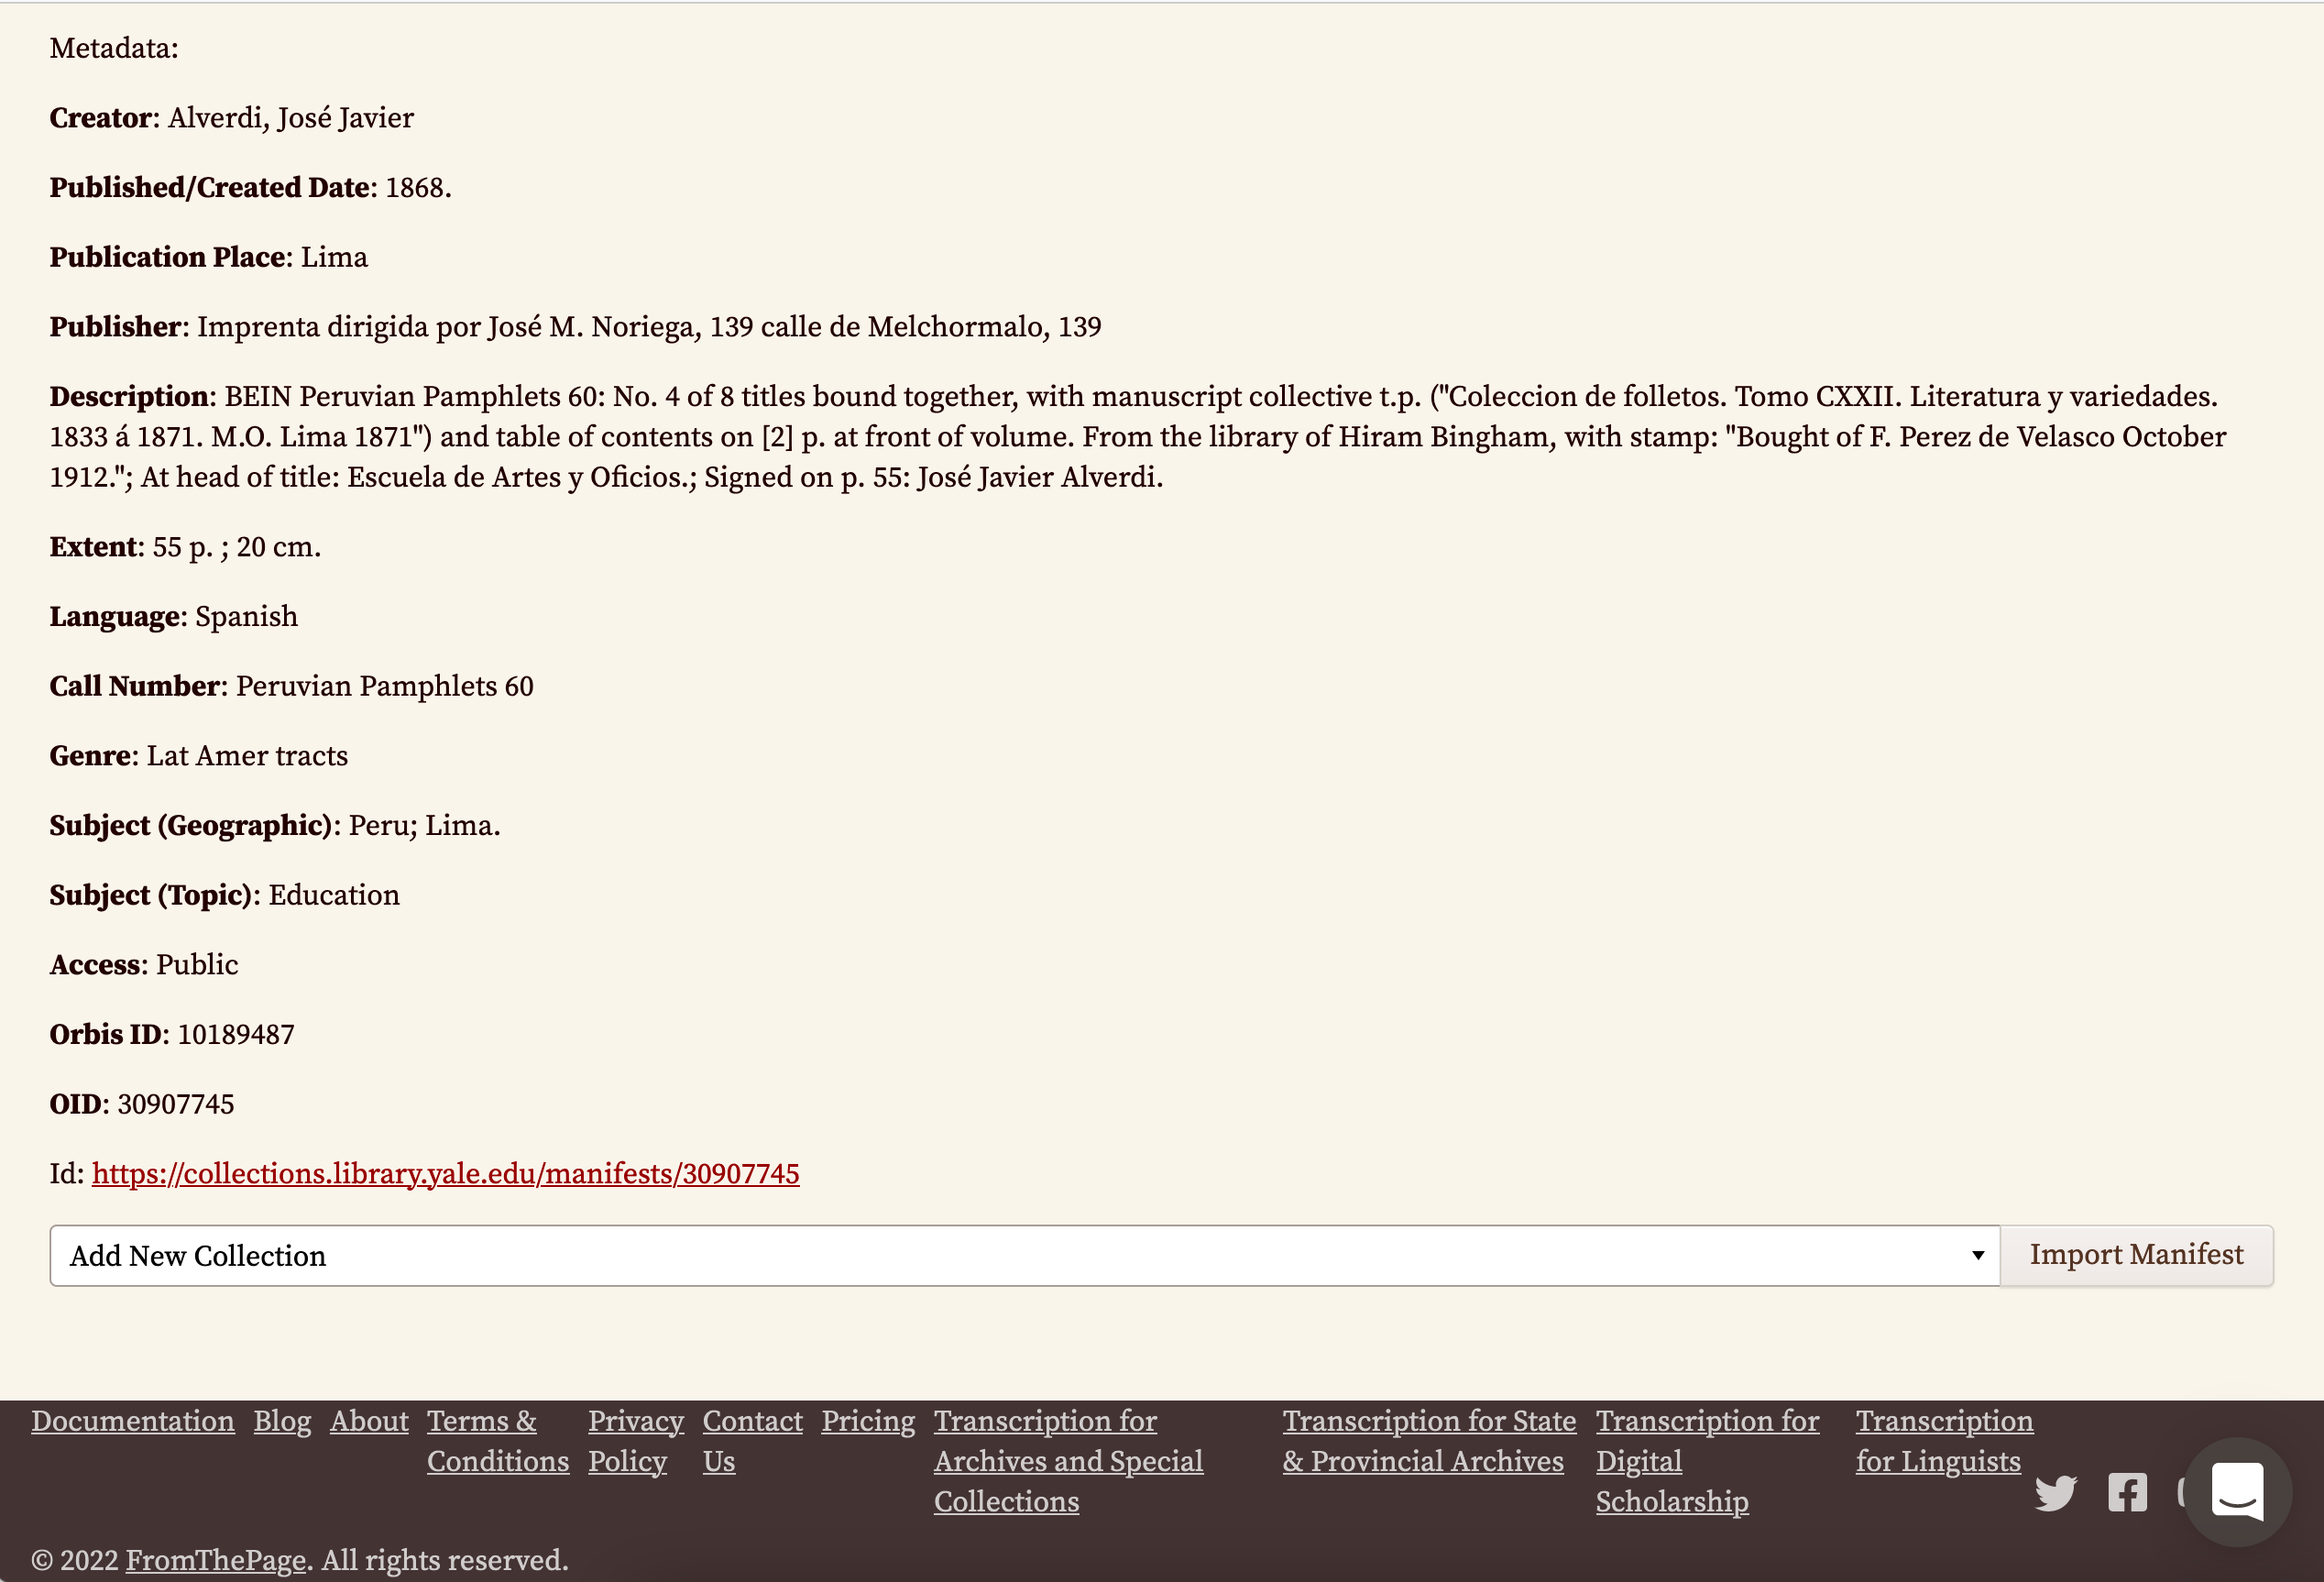 Metadata:
Creator: Alverdi, José Javier
Published/Created Date: 1868.
Publication Place: Lima
Publisher: Imprenta dirigida por José M. Noriega, 139 calle de Melchormalo, 139
Description: BEIN Peruvian Pamphlets 60: No. 4 of 8 titles bound together, with manuscript collective t.p. ("Coleccion de folletos. Tomo CXXII. Literatura y variedades.
1833 á 1871. M.O. Lima 1871") and table of contents on [2] p. at front of volume. From the library of Hiram Bingham, with stamp: "Bought of F. Perez de Velasco October
1912."; At head of title: Escuela de Artes y Oficios.; Signed on p. 55: José Javier Alverdi.
Extent: 55 p. ; 20 cm.
Language: Spanish
Call Number: Peruvian Pamphlets 60
Genre: Lat Amer tracts
Subject (Geographic): Peru; Lima.
Subject (Topic): Education
Access: Public
Orbis ID: 10189487
OID: 30907745
Id: https://collections.library.yale.edu/manifests/30907745
Add New Collection
Import Manifest
Documentation
Blog
About
Terms &
Conditions
Privacy
Policy
Contact
Us
Pricing
Transcription for
Archives and Special
Collections
Transcription for State
& Provincial Archives
Transcription for
Digital
Scholarship
Transcription
for Linguists
© 2022 FromThePage. All rights reserved.